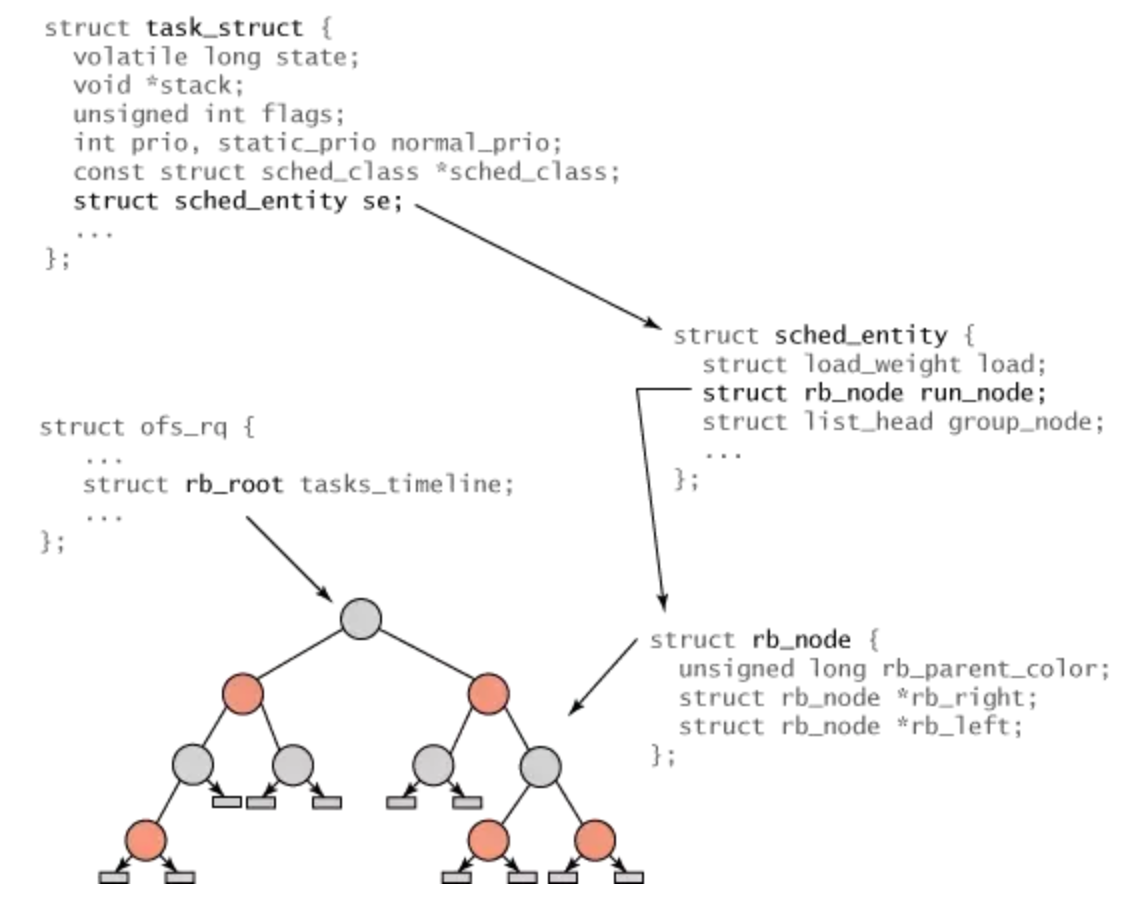 struct task_struct {
volatile long state;
void *stack;
unsigned int flags;
int prio, static_prio normal_prio;
const struct sched_class *sched_class;
struct sched_entity se;
...
};
struct sched_entity {
struct load_weight load;
struct rb_node run_node;
struct list_head group_node;
...
};
struct ofs_rq {
...
struct rb_root tasks_timeline;
...
};
struct rb_node {
unsigned long rb_parent_color;
struct rb_node *rb_right;
struct rb_node *rb_left;
};